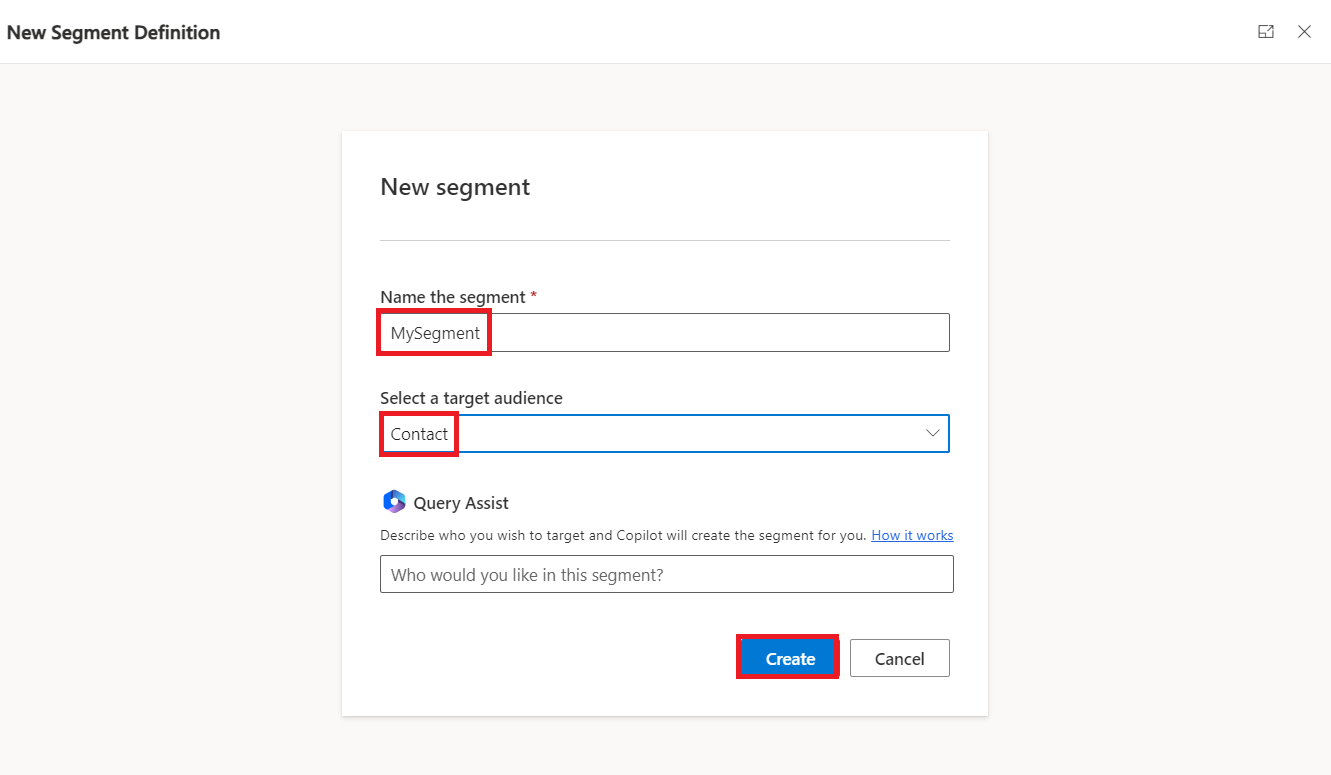 New Segment Definition
New segment
Name the segment *
MySegment
Select a target audience
Contact
Query Assist
Describe who you wish to target and Copilot will create the segment for you. How it works
Who would you like in this segment?
Create Cancel